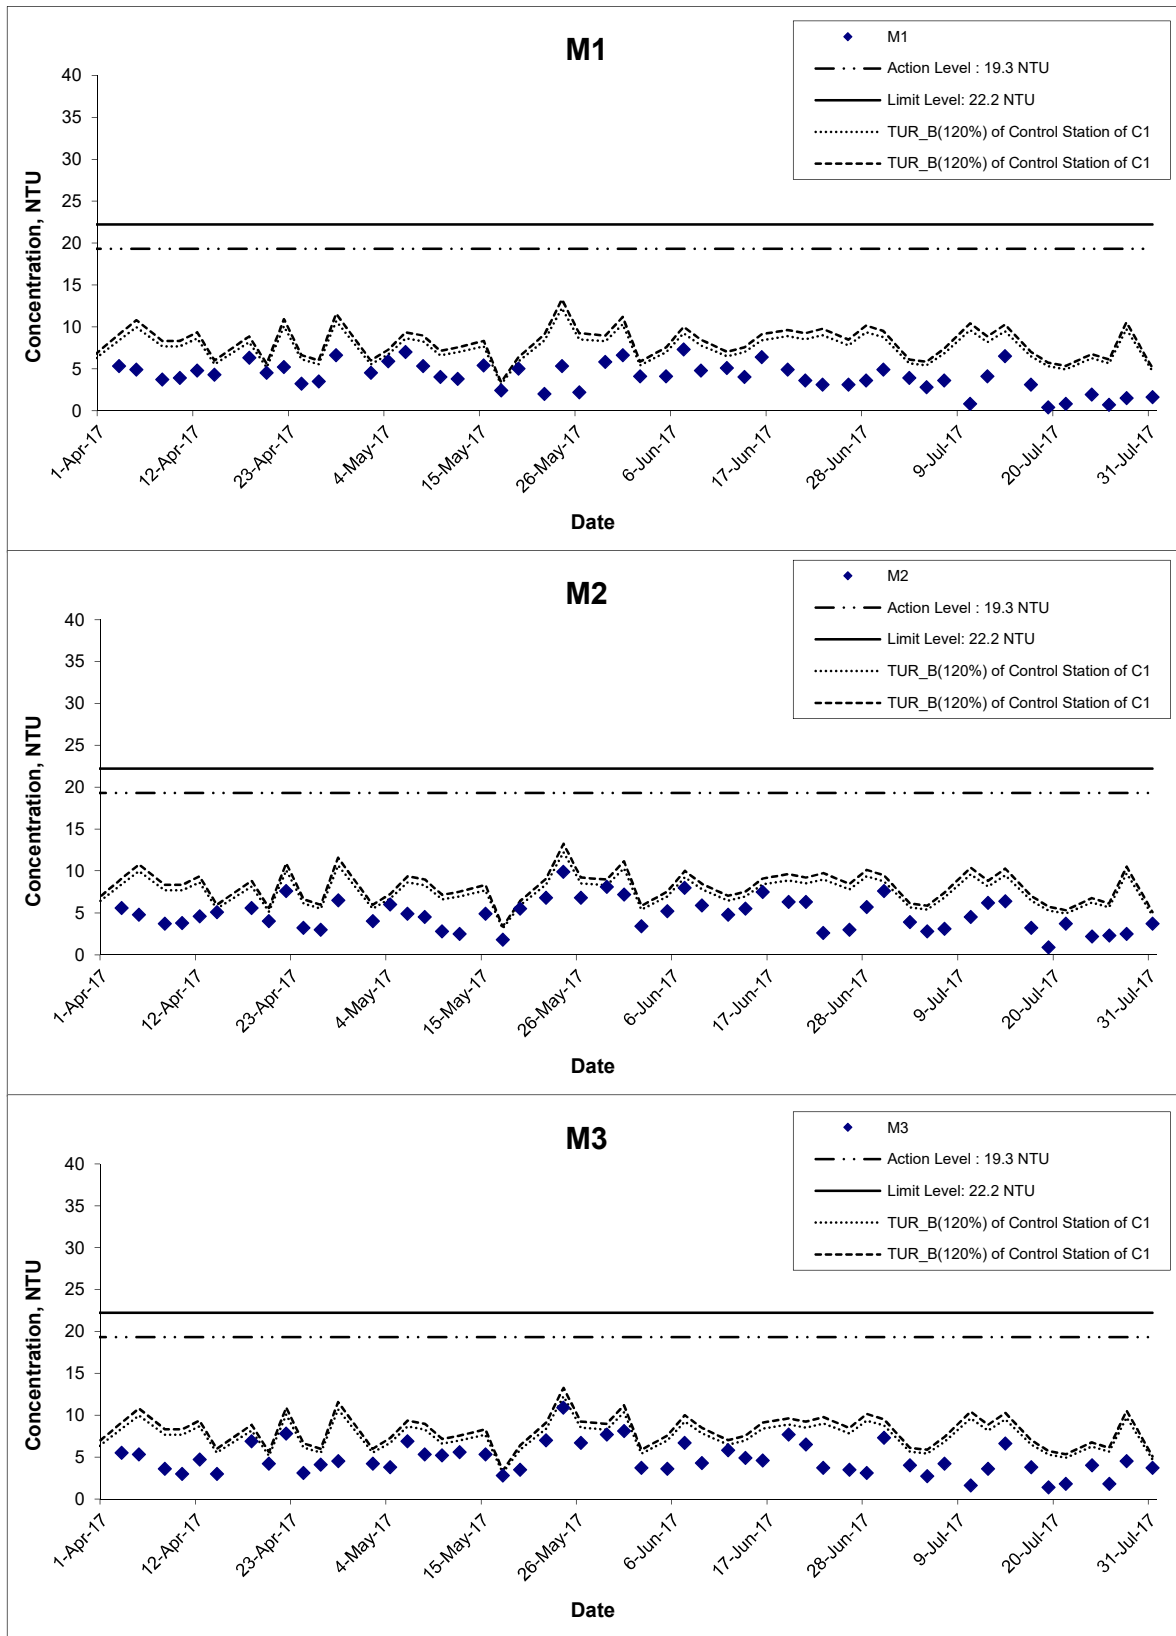 M1
M1
Action Level : 19.3 NTU
Limit Level: 22.2 NTU
TUR_B(120%) of Control Station of C1
TUR_B(120%) of Control Station of C1
Concentration, NTU
40
35
30
25
20
15
10
5
0
1-Apr-17
12-Apr-17
23-Apr-17
4-May-17
15-May-17
26-May-17
6-Jun-17
17-Jun-17
28-Jun-17
9-Jul-17
20-Jul-17
31-Jul-17
Date
M2
M2
Action Level : 19.3 NTU
Limit Level: 22.2 NTU
TUR_B(120%) of Control Station of C1
TUR_B(120%) of Control Station of C1
Concentration, NTU
40
35
30
25
20
15
10
5
0
1-Apr-17
12-Apr-17
23-Apr-17
4-May-17
15-May-17
26-May-17
6-Jun-17
17-Jun-17
28-Jun-17
9-Jul-17
20-Jul-17
31-Jul-17
Date
M3
M3
Action Level : 19.3 NTU
Limit Level: 22.2 NTU
TUR_B(120%) of Control Station of C1
TUR_B(120%) of Control Station of C1
Concentration, NTU
40
35
30
25
20
15
10
5
0
1-Apr-17
12-Apr-17
23-Apr-17
4-May-17
15-May-17
26-May-17
6-Jun-17
17-Jun-17
28-Jun-17
9-Jul-17
20-Jul-17
31-Jul-17
Date